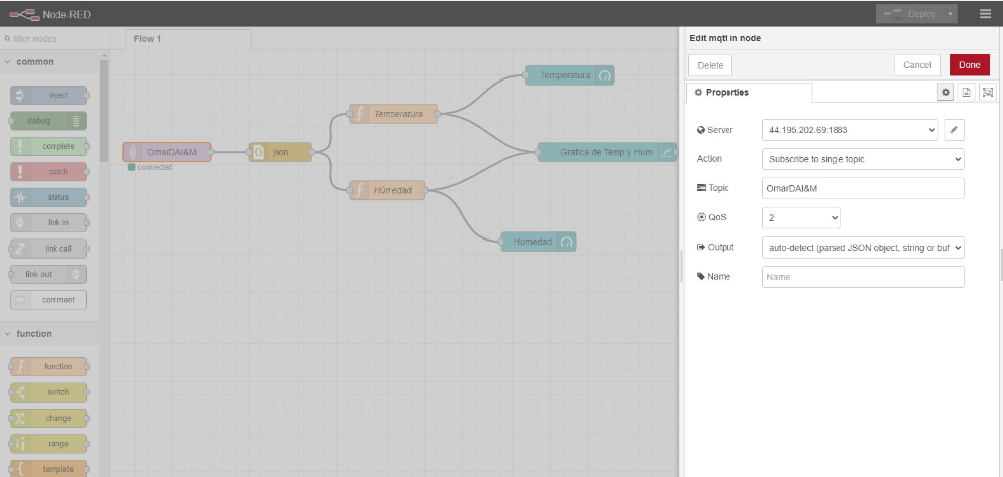 Node-RED
Deploy
filter nodes
common
inject
debug
complete
catch
status
link in
link call
link out
comment
function
function
switch
change
range
template
Flow 1
OmarDAI&M
connected
json
Temperatura
Húmedad
Temperatura
Grafica de Temp y Hum
Humedad
Edit mqtt in node
Delete
Cancel
Done
Properties
Server
44.195.202.69:1883
Action
Subscribe to single topic
Topic
OmarDAI&M
QoS
2
Output
auto-detect (parsed JSON object, string or buf
Name
Name